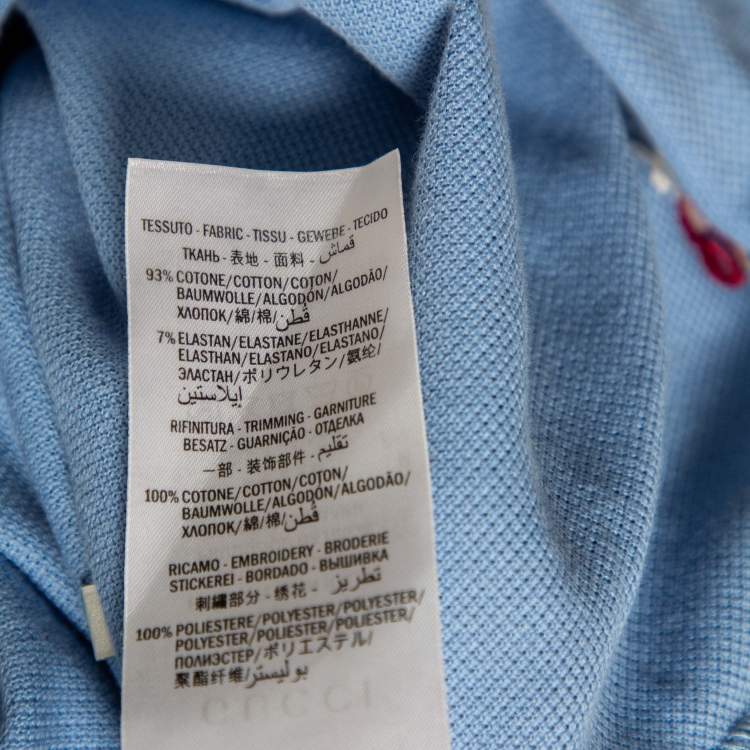 TESSUTO - FABRIC - TISSU - GEWEBE - TECIDO
ТКАНЬ - 表地 - 面料 - قماش
93% COTONE/COTTON/COTON/
BAUMWOLLE/ALGODÓN/ALGODÃO/
ХЛОПОК/綿/棉/قُطن
7% ELASTAN/ELASTANE/ELASTHANNE/
ELASTHAN/ELASTANO/ELASTANO/
ЭЛАСТАН/ポリウレタン/氨纶/
إيلاستين
RIFINITURA - TRIMMING - GARNITURE
BESATZ - GUARNIÇÃO - ОТДЕЛКА
一部 - 装饰部件 - تقليم
100% COTONE/COTTON/COTON/
BAUMWOLLE/ALGODÓN/ALGODÃO/
ХЛОПОК/綿/棉/قُطن
RICAMO - EMBROIDERY - BRODERIE
STICKEREI - BORDADO - ВЫШИВКА
刺繍部分 - 绣花 - تطريز
100% POLIESTERE/POLYESTER/POLYESTER/
POLYESTER/POLIÉSTER/POLIÉSTER/
ПОЛИЭСТЕР/ポリエステル/
聚酯纤维/بوليستر